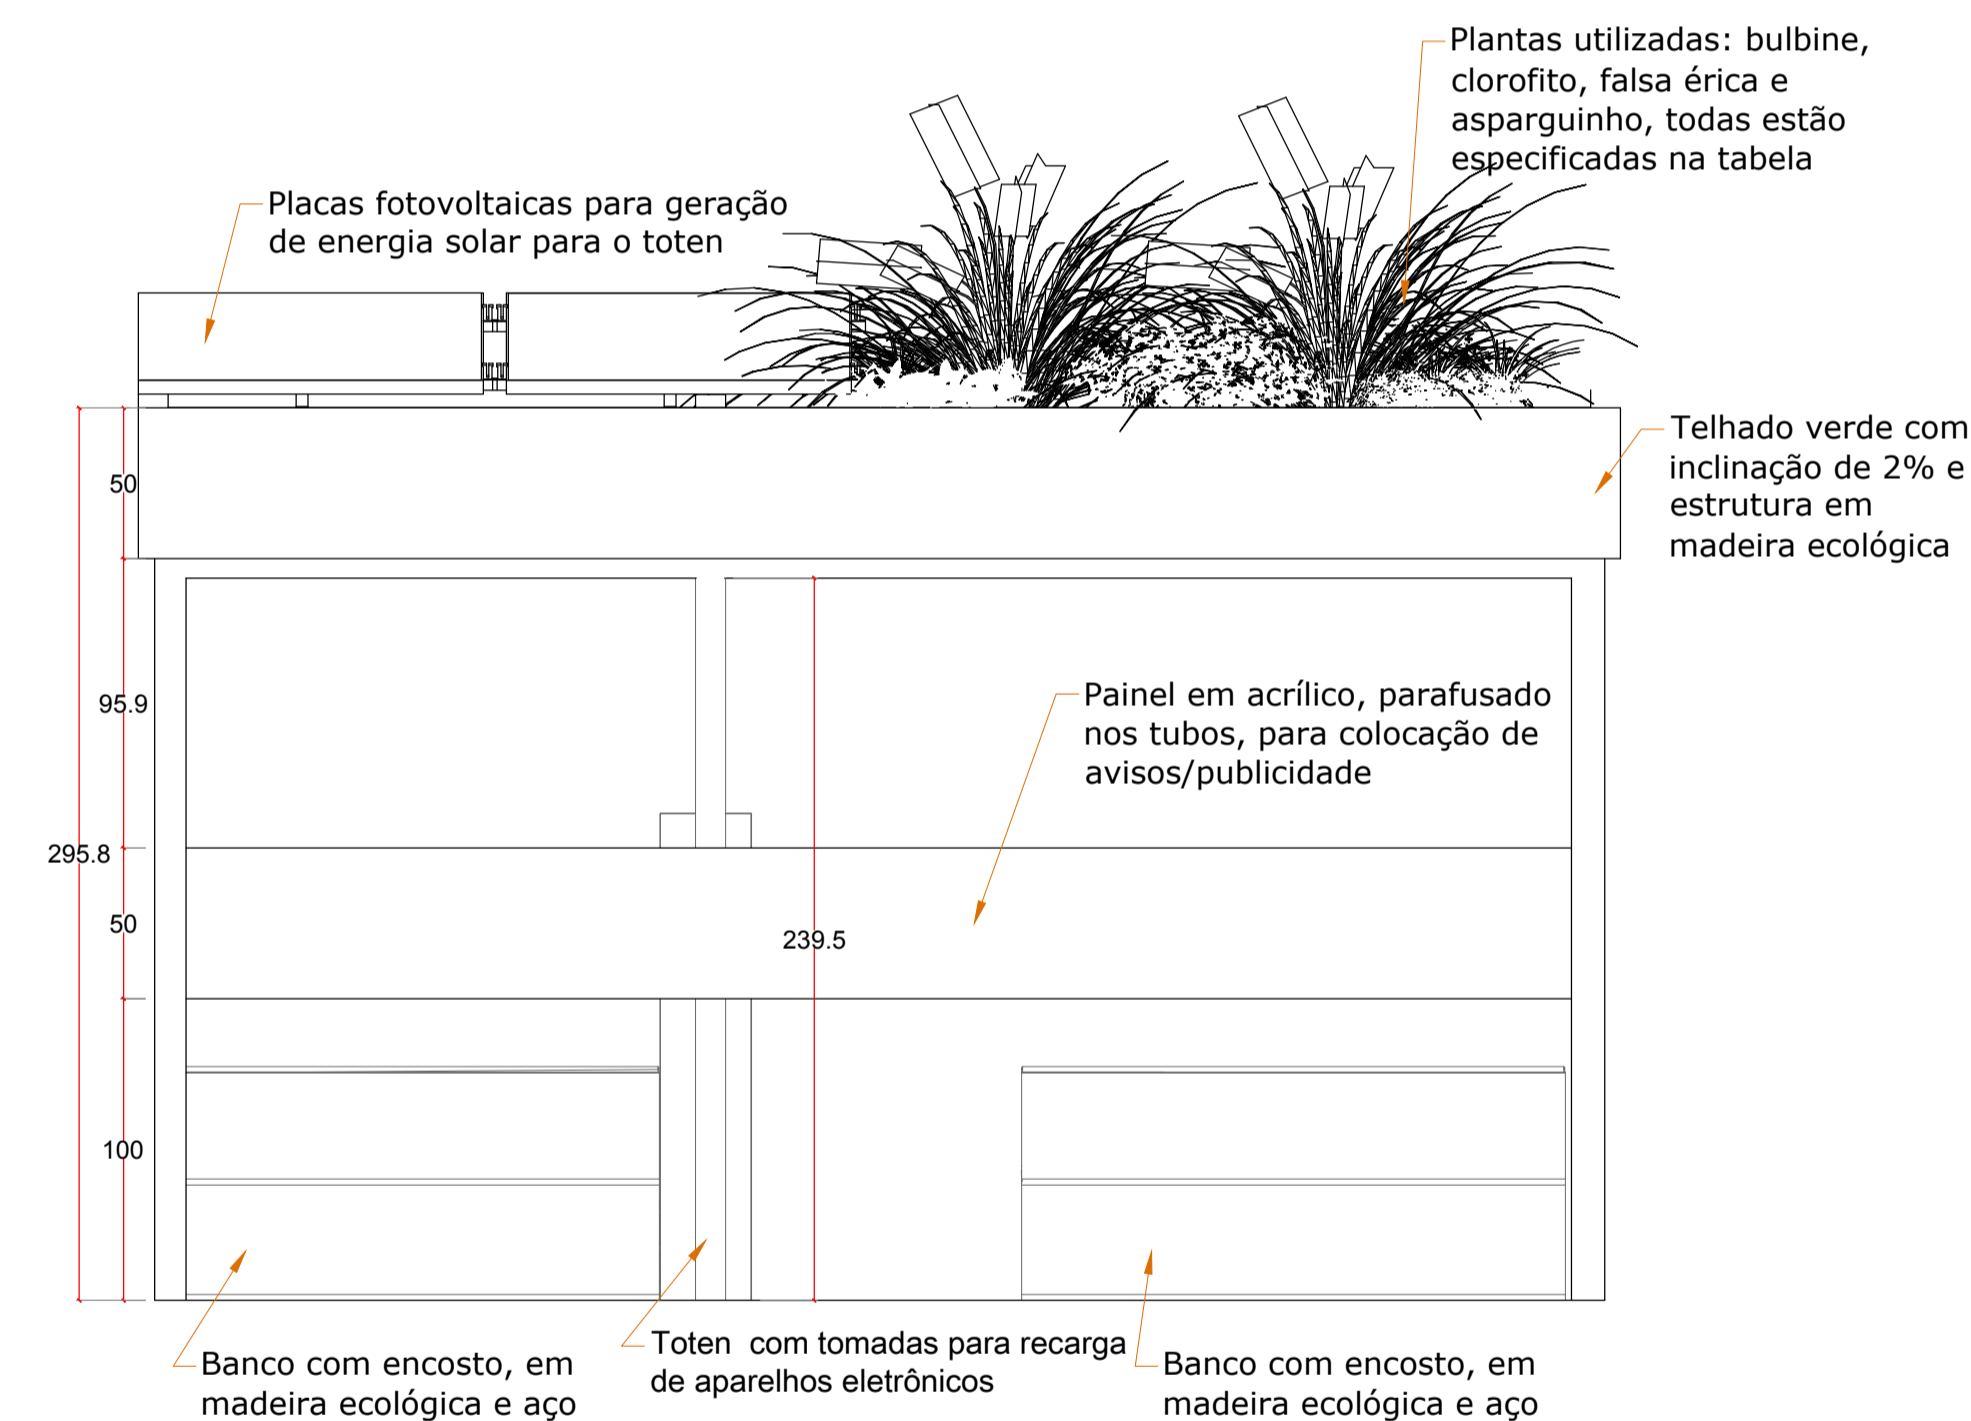 Plantas utilizadas: bulbine,
clorofito, falsa érica e
asparguinho, todas estão
especificadas na tabela
Placas fotovoltaicas para geração
de energia solar para o toten
Telhado verde com
inclinação de 2% e
estrutura em
madeira ecológica
50
95.9
Painel em acrílico, parafusado
nos tubos, para colocação de
avisos/publicidade
295.8
50
239.5
100
Toten com tomadas para recarga
de aparelhos eletrônicos
Banco com encosto, em
madeira ecológica e aço
Banco com encosto, em
madeira ecológica e aço